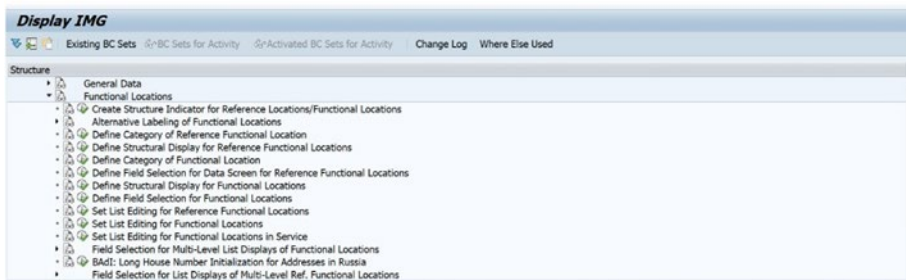 Display IMG
Existing BC Sets BC Sets for Activity Activated BC Sets for Activity Change Log Where Else Used
Structure
General Data
Functional Locations
Create Structure Indicator for Reference Locations/Functional Locations
Alternative Labeling of Functional Locations
Define Category of Reference Functional Location
Define Structural Display for Reference Functional Locations
Define Category of Functional Location
Define Field Selection for Data Screen for Reference Functional Locations
Define Structural Display for Functional Locations
Define Field Selection for Functional Locations
Set List Editing for Reference Functional Locations
Set List Editing for Functional Locations
Set List Editing for Functional Locations in Service
Field Selection for Multi-Level List Displays of Functional Locations
BAdI: Long House Number Initialization for Addresses in Russia
Field Selection for List Displays of Multi-Level Ref. Functional Locations